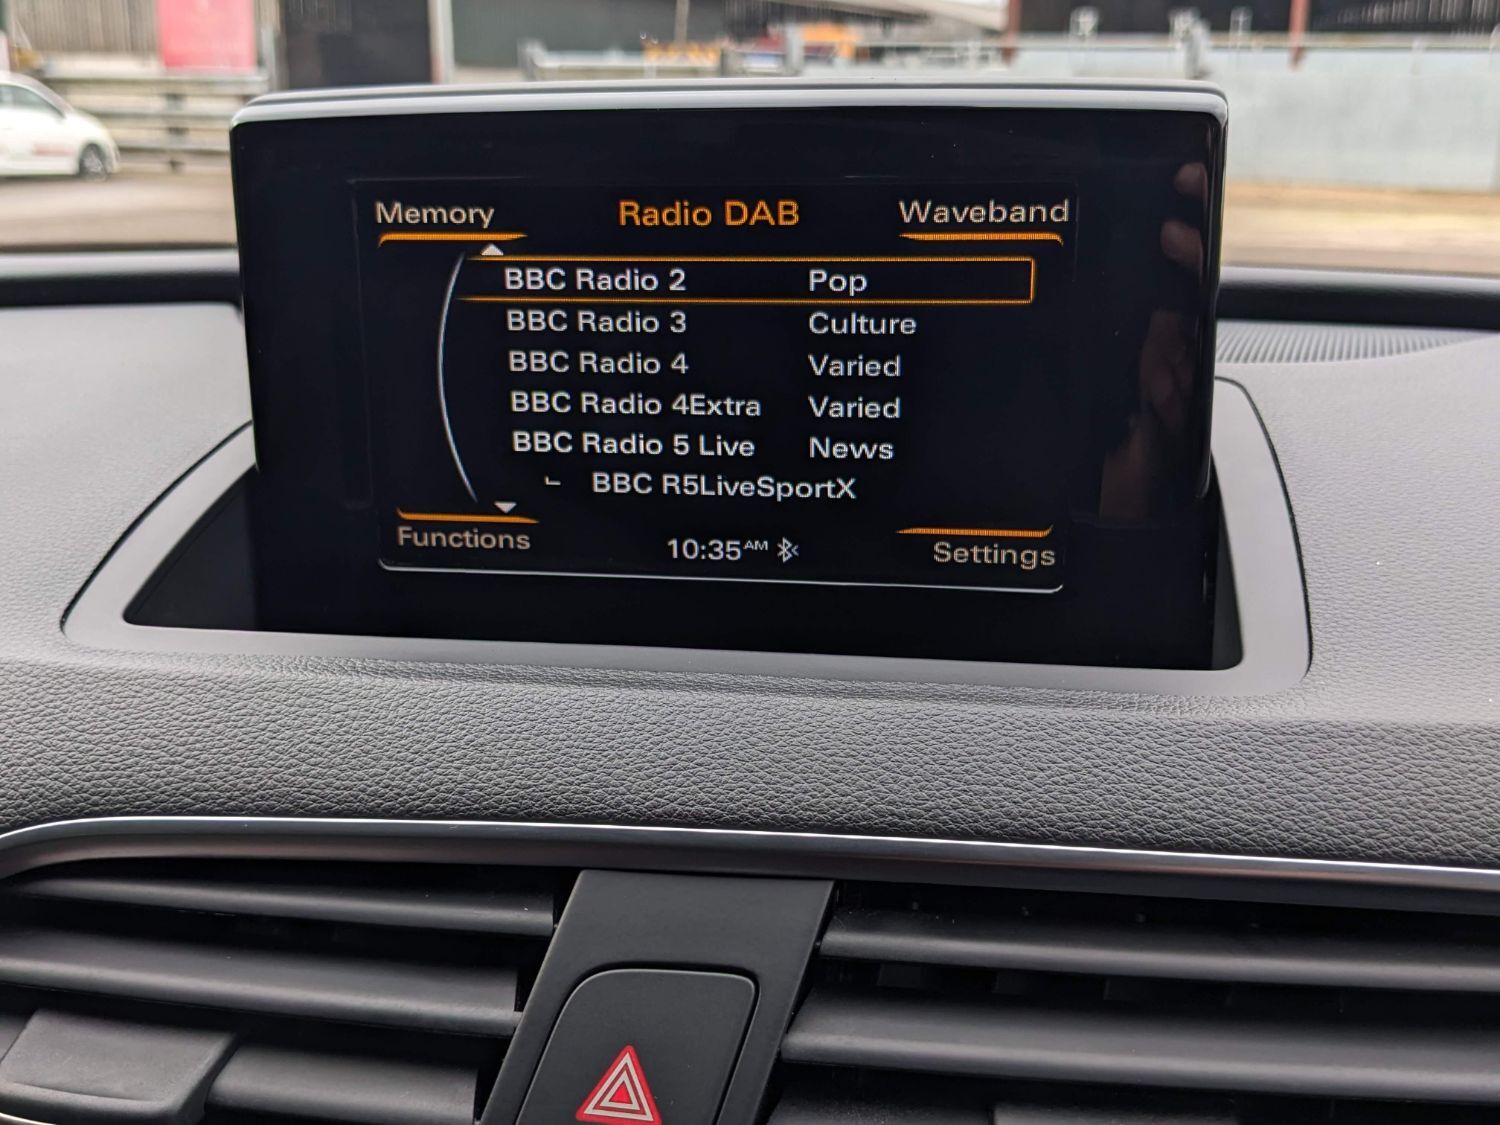 Memory Radio DAB Waveband
BBC Radio 2 Pop
BBC Radio 3 Culture
BBC Radio 4 Varied
BBC Radio 4Extra Varied
BBC Radio 5 Live News
BBC R5LiveSportX
Functions 10:35AM Settings